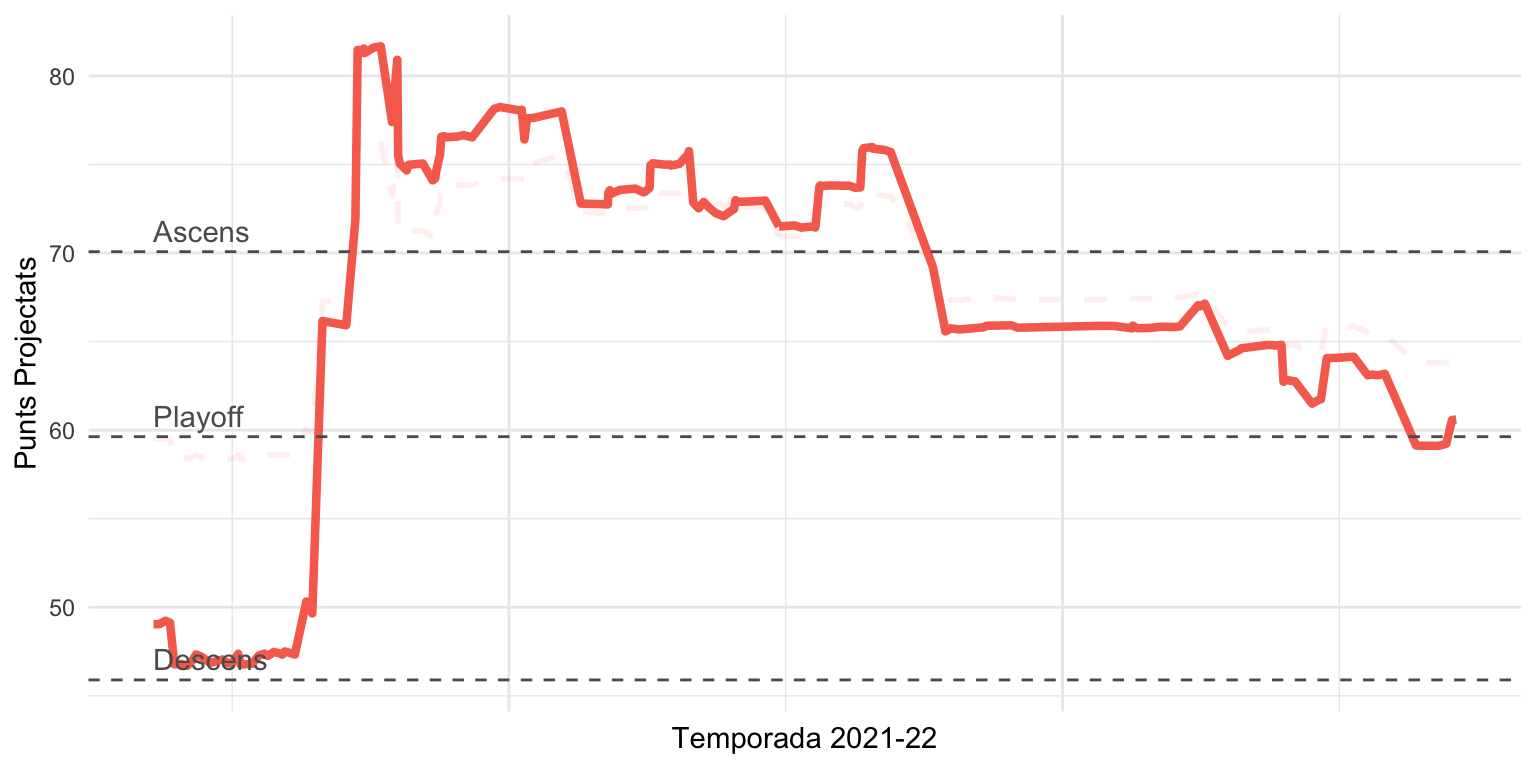 80
70
60
50
Ascens
Playoff
Descens
Punts Projectats
Temporada 2021-22